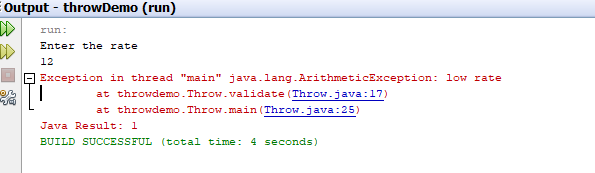 Output - throwDemo (run)
run:
Enter the rate
12
Exception in thread "main" java.lang.ArithmeticException: low rate
at throwdemo.Throw.validate(Throw.java:17)
at throwdemo.Throw.main(Throw.java:25)
Java Result: 1
BUILD SUCCESSFUL (total time: 4 seconds)